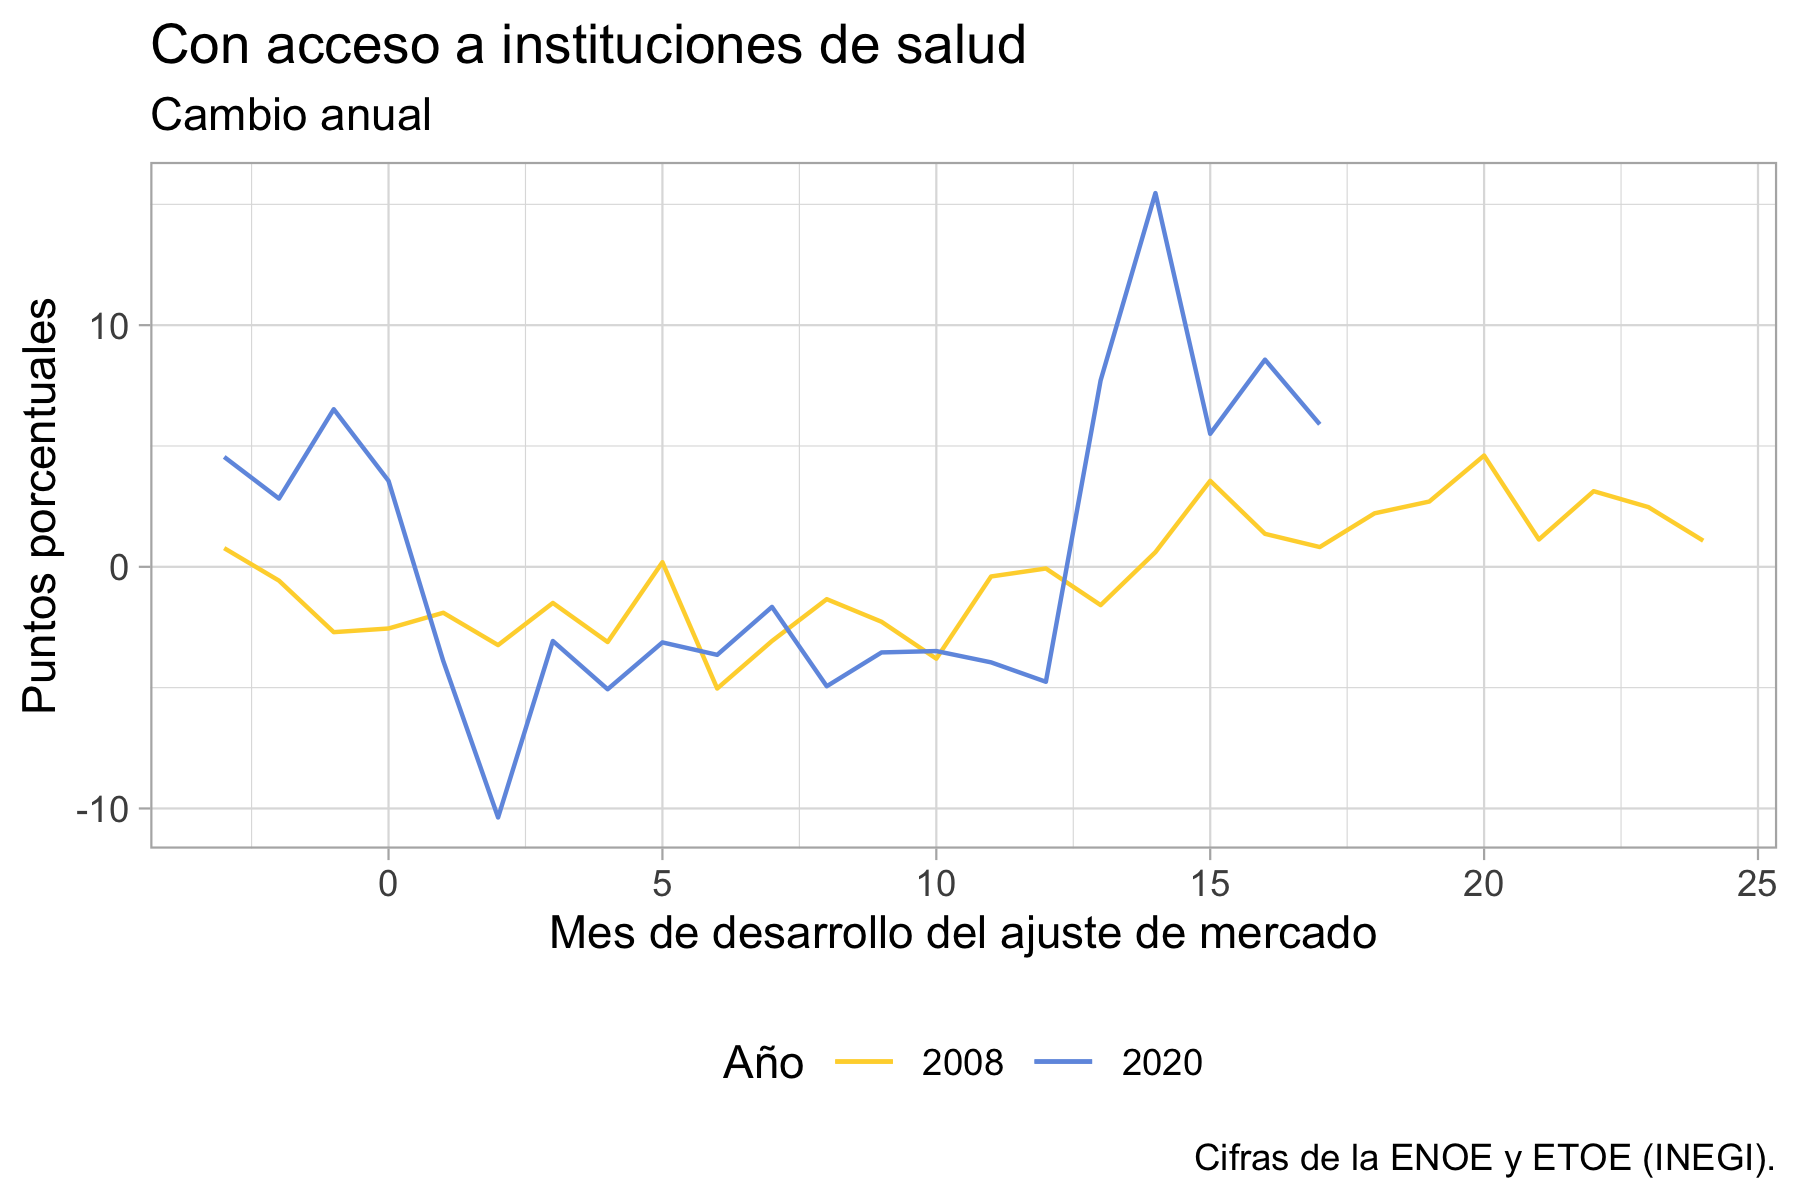 Con acceso a instituciones de salud
Cambio anual
Puntos porcentuales
10
0
-10
0 5 10 15 20 25
Mes de desarrollo del ajuste de mercado
Año 2008 2020
Cifras de la ENOE y ETOE (INEGI).